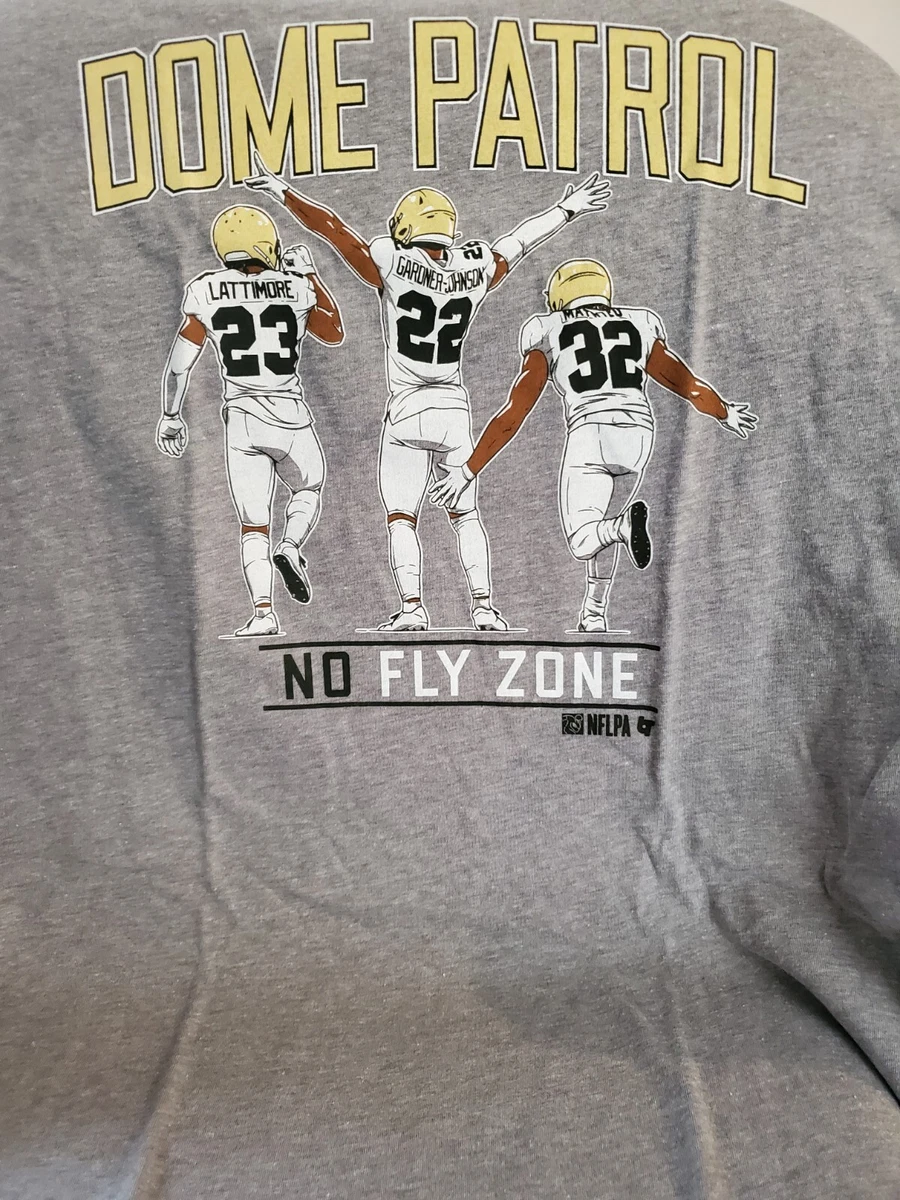 DOME PATROL
LATTIMORE
23
GARDNER-JOHNSON
22
32
NO FLY ZONE
NFLPA